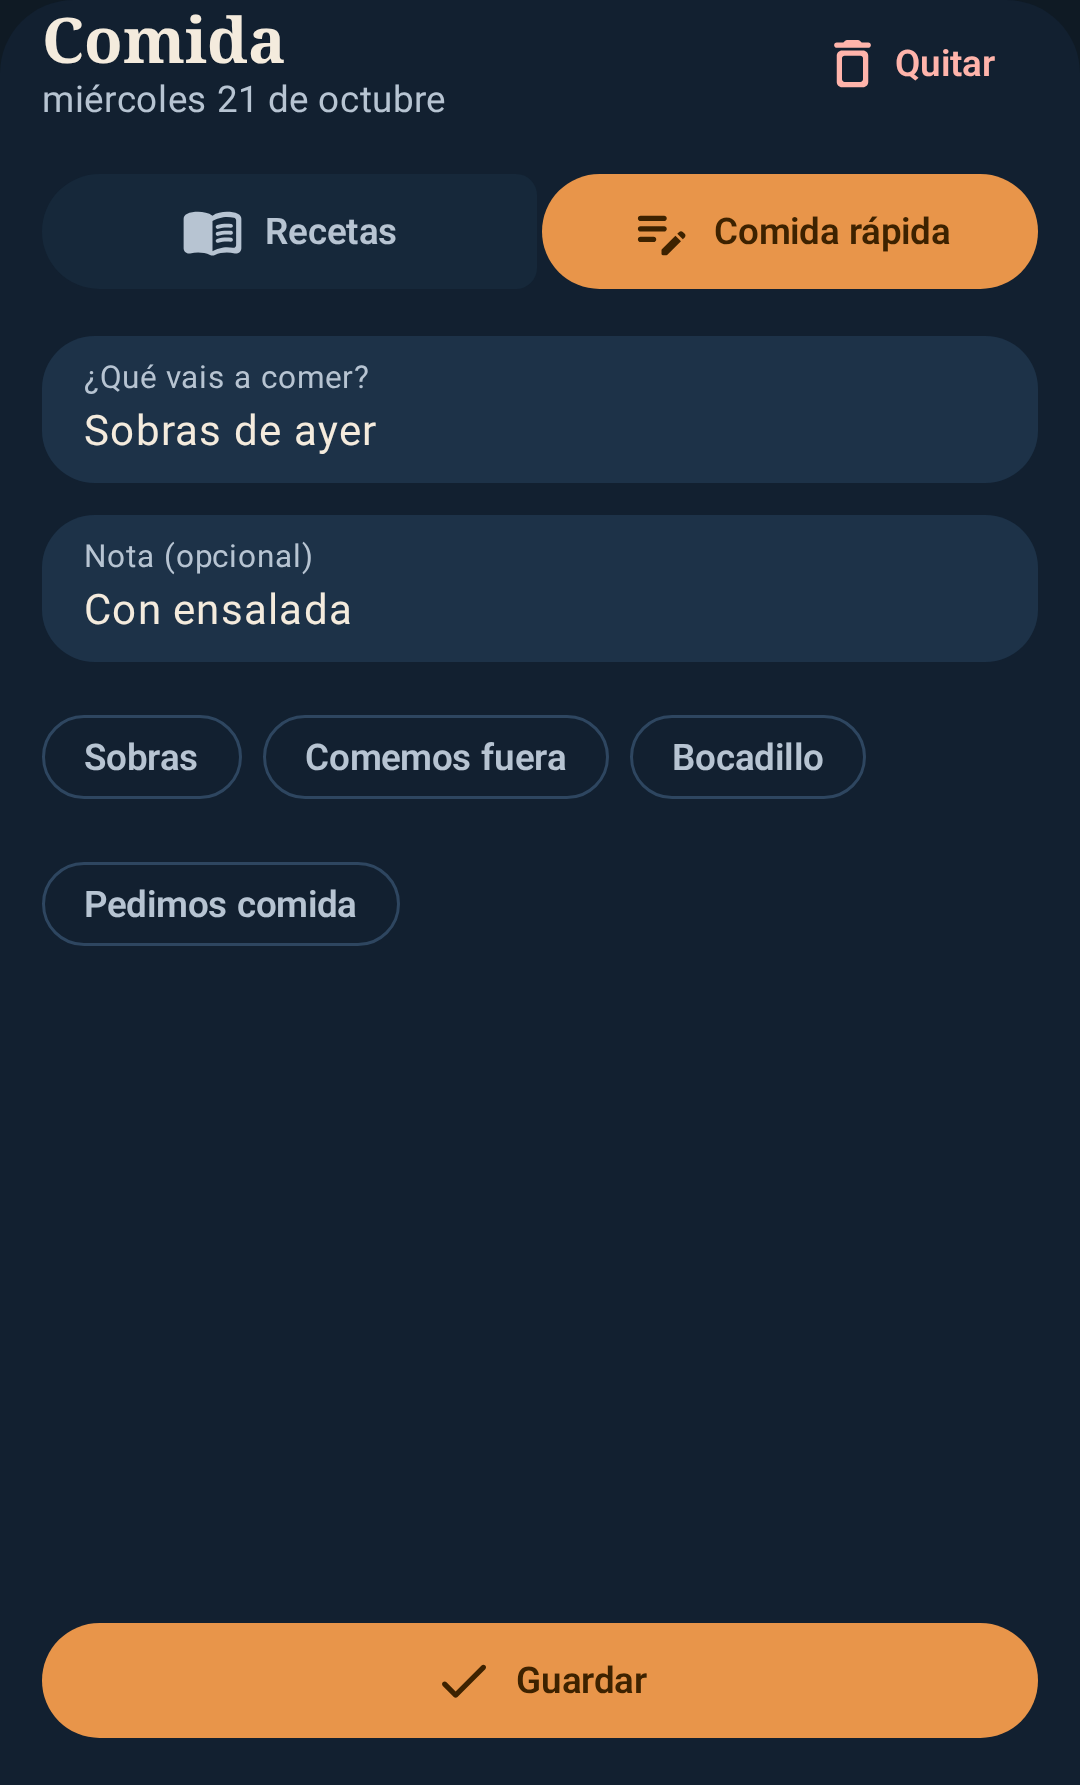 Comida
miércoles 21 de octubre
Quitar
Recetas
Comida rápida
¿Qué vais a comer?
Sobras de ayer
Nota (opcional)
Con ensalada
Sobras
Comemos fuera
Bocadillo
Pedimos comida
Guardar